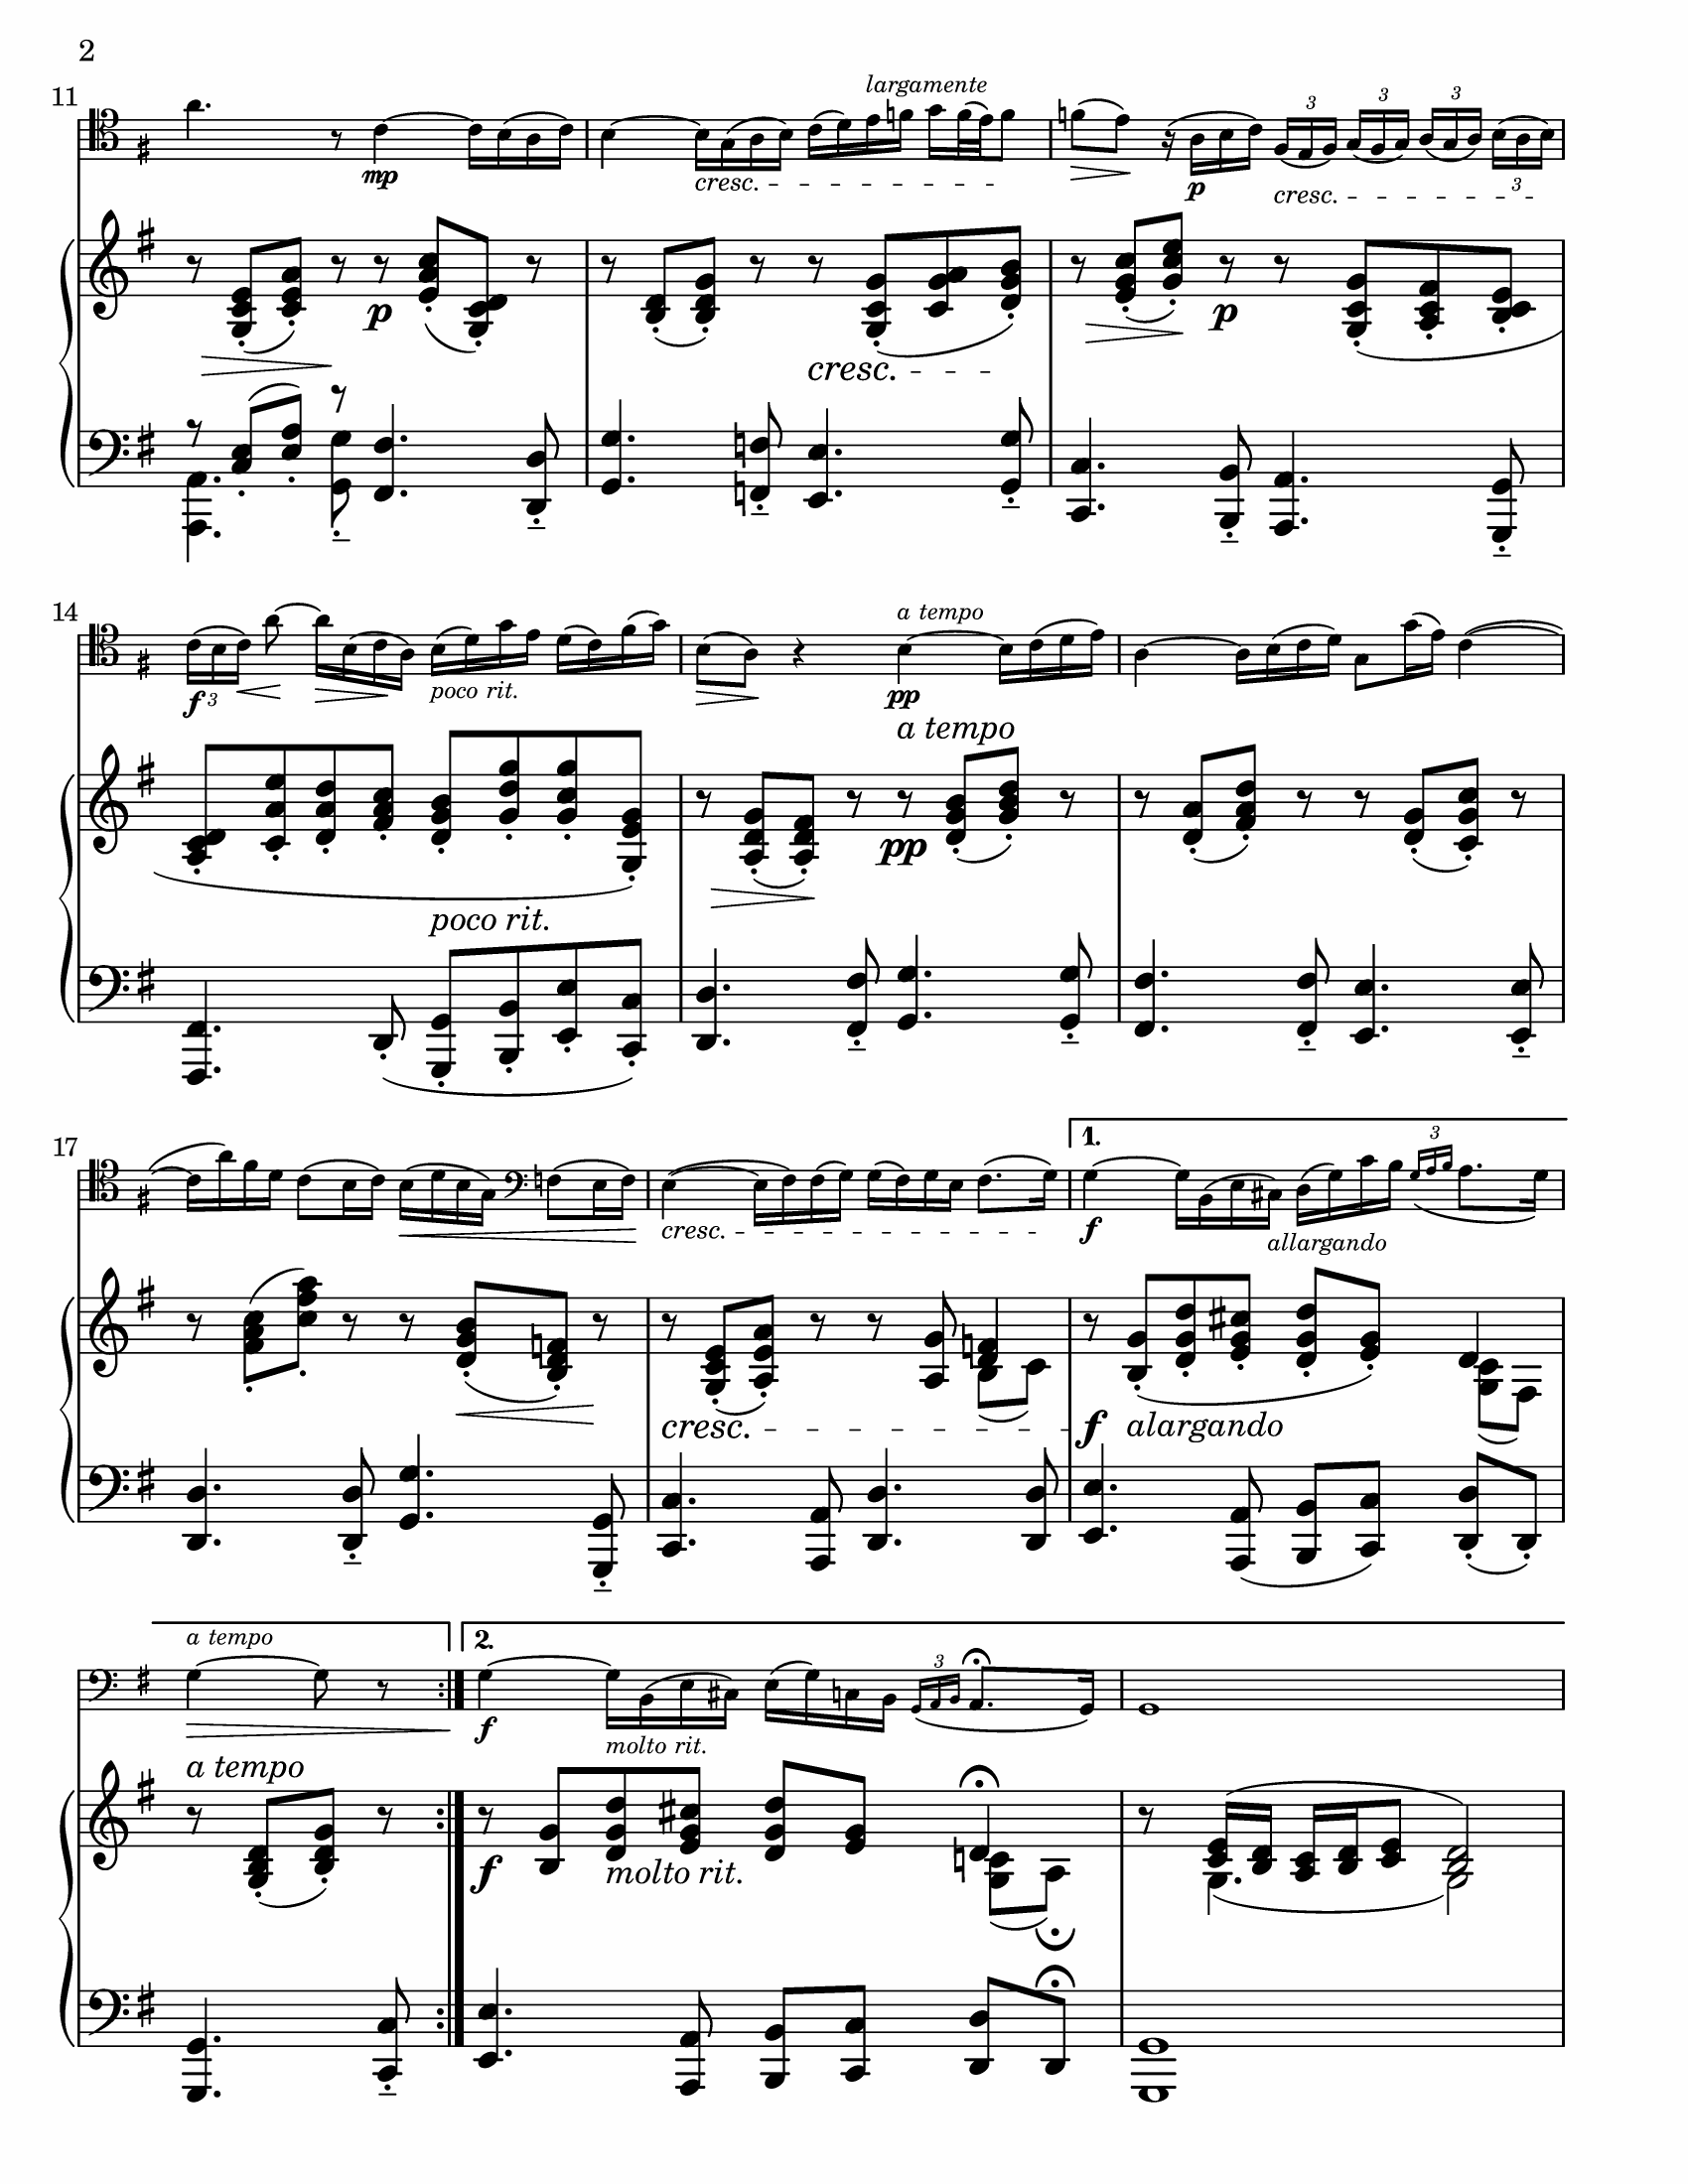 2
largamente
11
3 3 3
mp
cresc.
p
cresc.
3
p
p
cresc.
a tempo
14
f 3
poco rit.
pp
a tempo
pp
poco rit.
1.
17
3
cresc.
f
allargando
cresc.
f alargando
a tempo
2.
3
f
molto rit.
a tempo
f
molto rit.